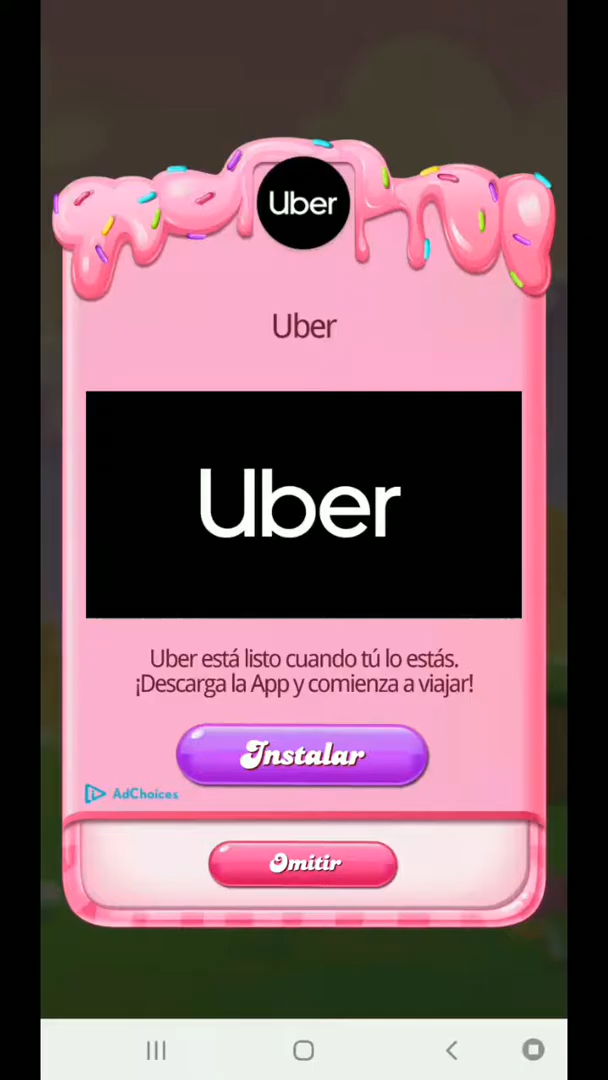 Uber
Uber
Uber
Uber está listo cuando tú lo estás.
¡Descarga la App y comienza a viajar!
Instalar
AdChoices
Omitir